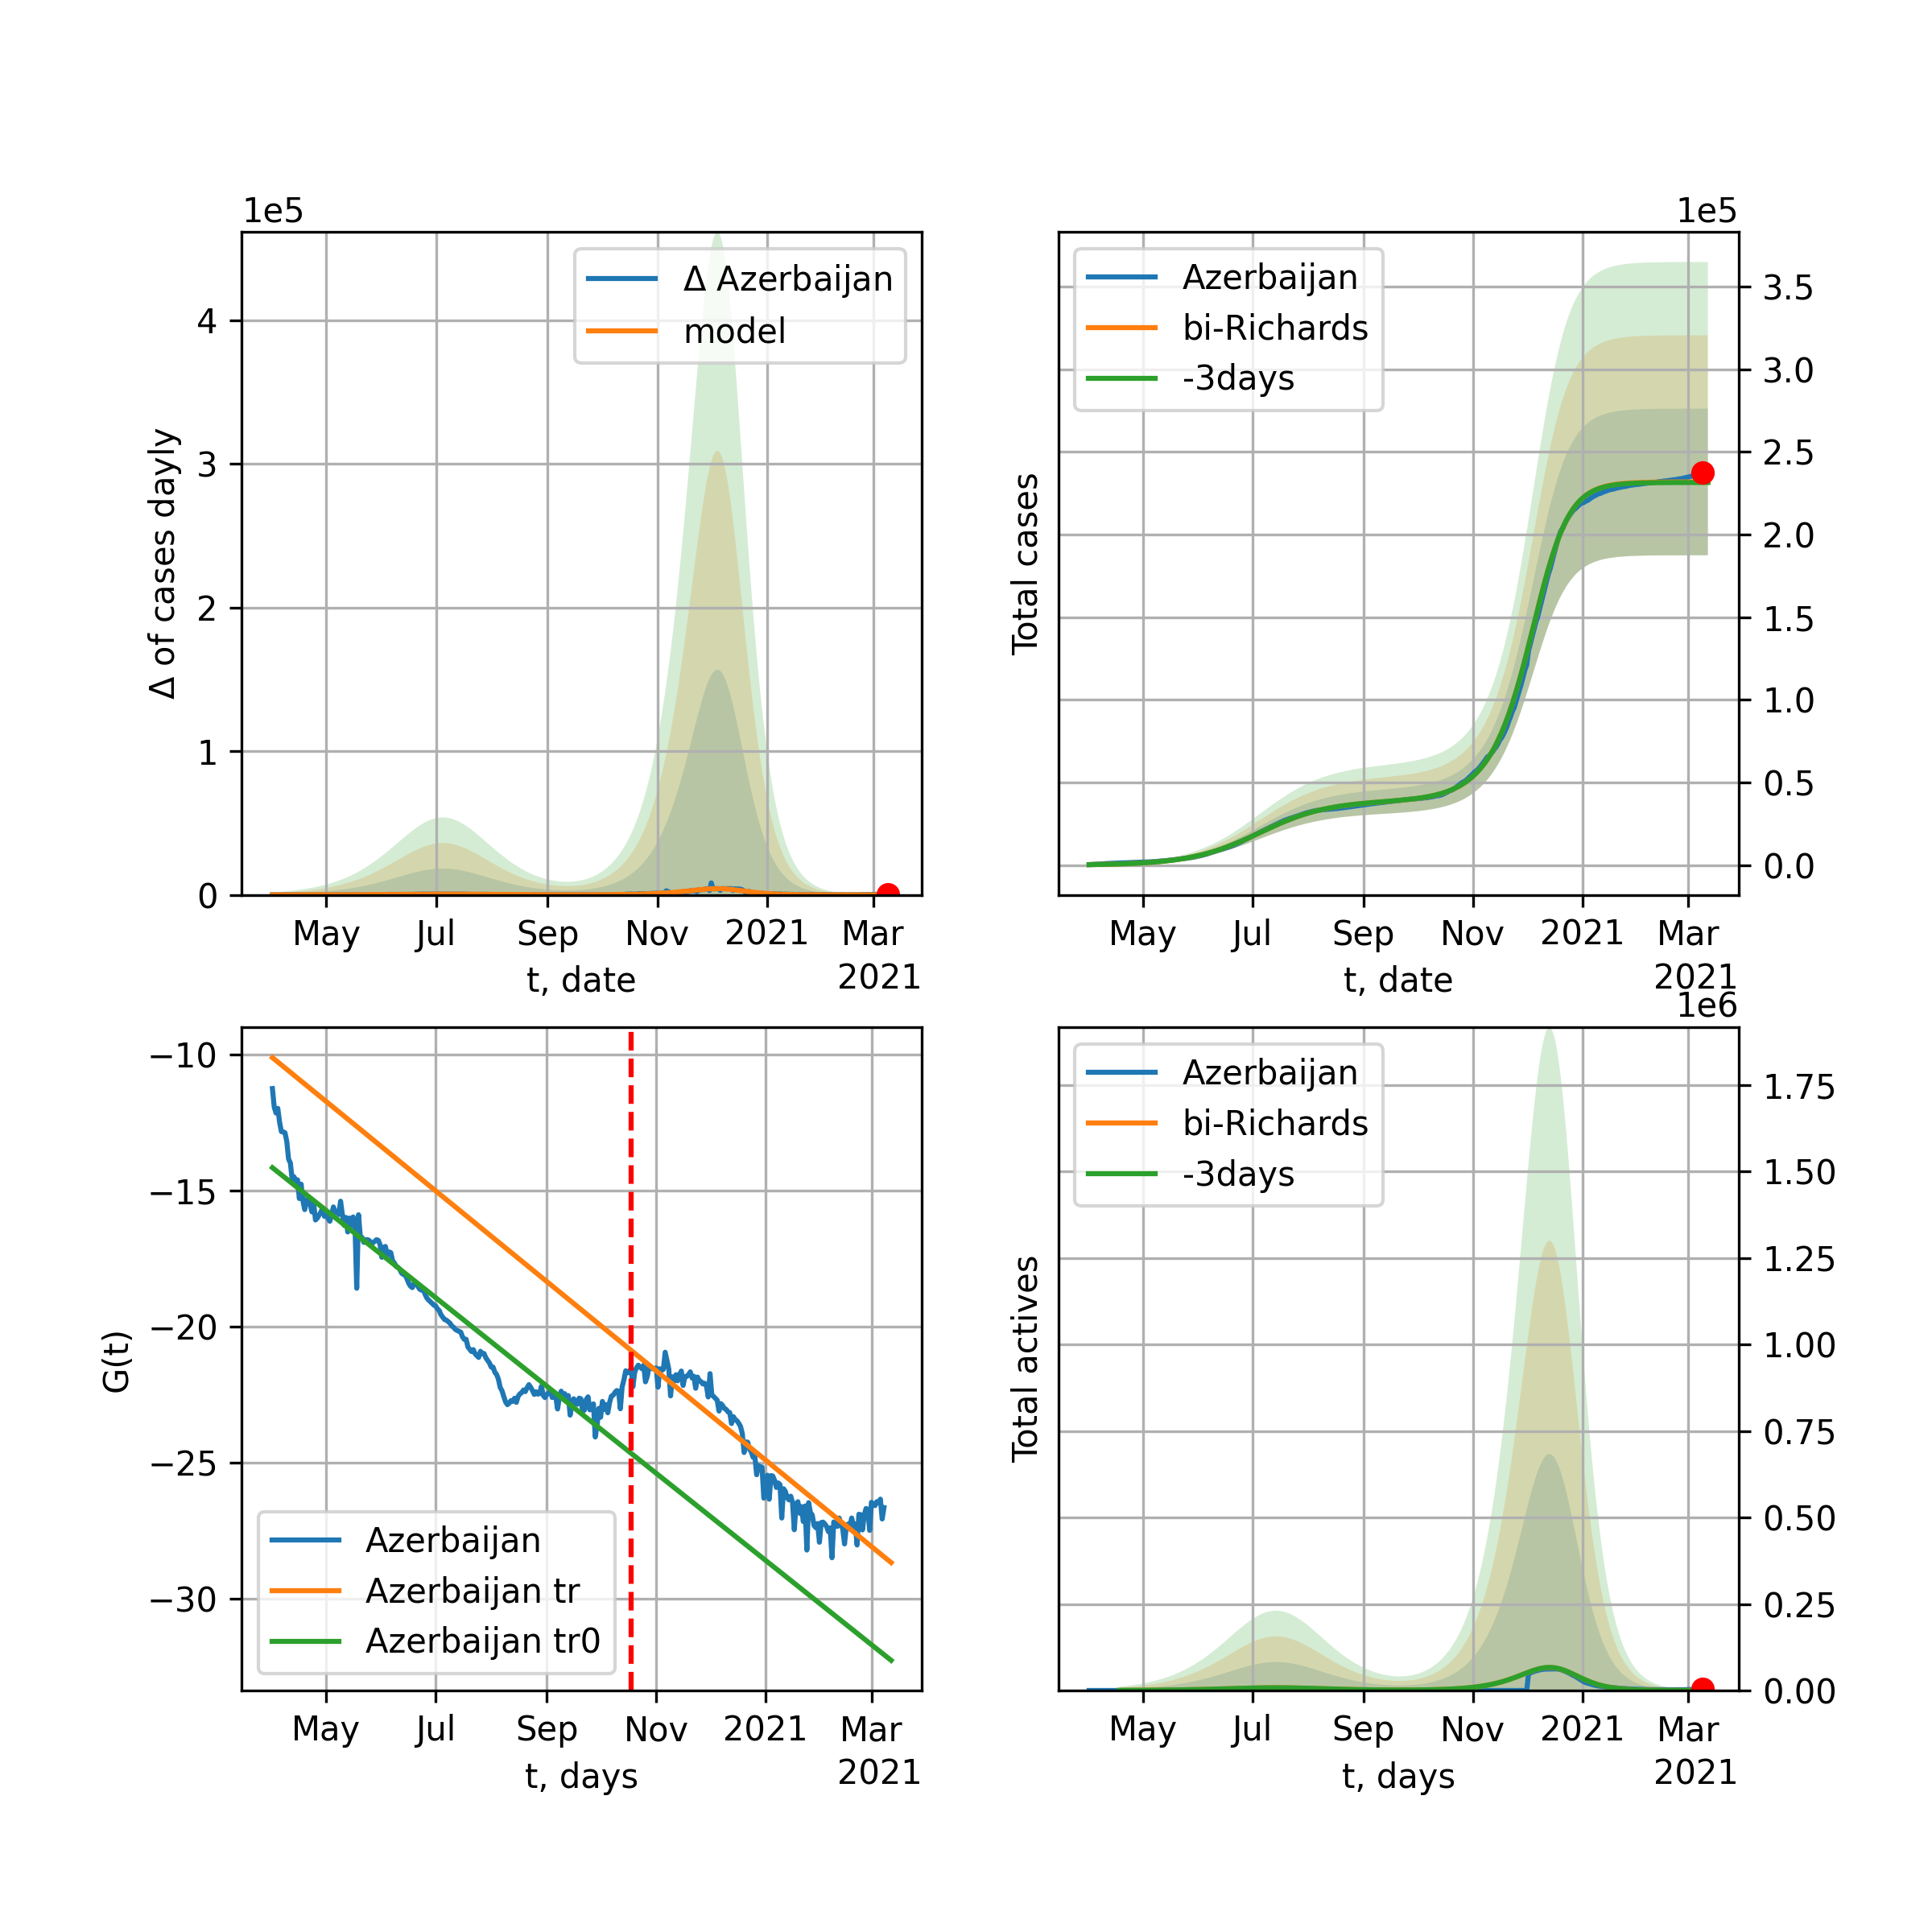 1e5
Δ of cases dayly
4
3
2
1
0
Δ Azerbaijan
model
May Jul Sep Nov 2021 Mar
2021
t, date
1e5
Total cases
Azerbaijan
bi-Richards
-3days
3.5
3.0
2.5
2.0
1.5
1.0
0.5
0.0
May Jul Sep Nov 2021 Mar
2021
t, date
G(t)
−10
−15
−20
−25
−30
Azerbaijan
Azerbaijan tr
Azerbaijan tr0
May Jul Sep Nov 2021 Mar
2021
t, days
1e6
Total actives
Azerbaijan
bi-Richards
-3days
1.75
1.50
1.25
1.00
0.75
0.50
0.25
0.00
May Jul Sep Nov 2021 Mar
2021
t, days